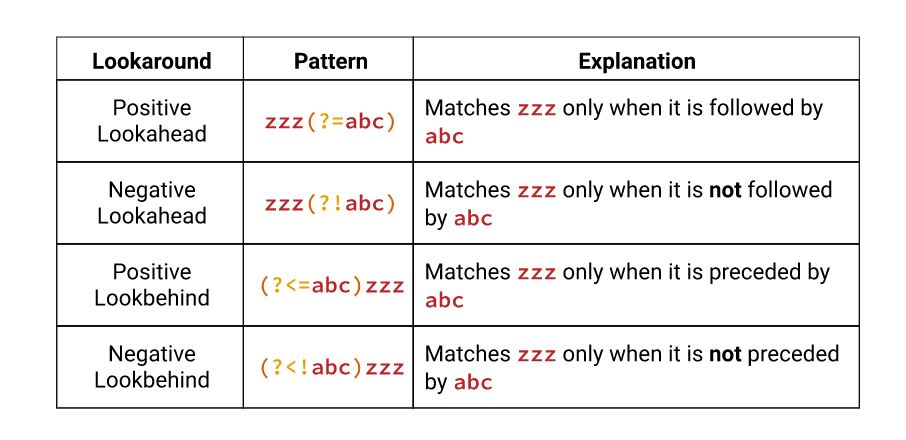 Lookaround Pattern Explanation
Positive
Lookahead
zzz(?=abc)
Matches zzz only when it is followed by
abc
Negative
Lookahead
zzz(?!abc)
Matches zzz only when it is not followed
by abc
Positive
Lookbehind
(?<=abc)zzz
Matches zzz only when it is preceded by
abc
Negative
Lookbehind
(?<!abc)zzz
Matches zzz only when it is not preceded
by abc